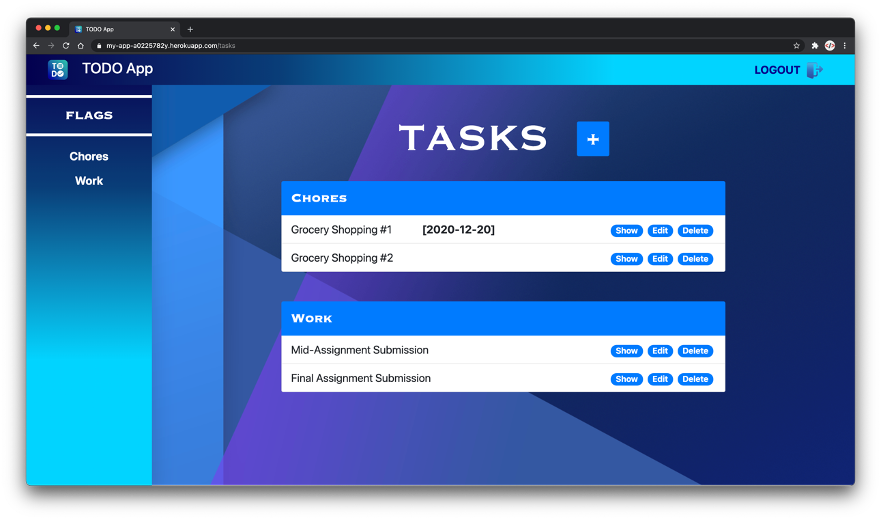 TODO App
my-app-a0225782y.herokuapp.com/tasks
TO
DO
TODO App
LOGOUT
FLAGS
Chores
Work
TASKS +
Chores
Grocery Shopping #1 [2020-12-20] Show Edit Delete
Grocery Shopping #2 Show Edit Delete
Work
Mid-Assignment Submission Show Edit Delete
Final Assignment Submission Show Edit Delete